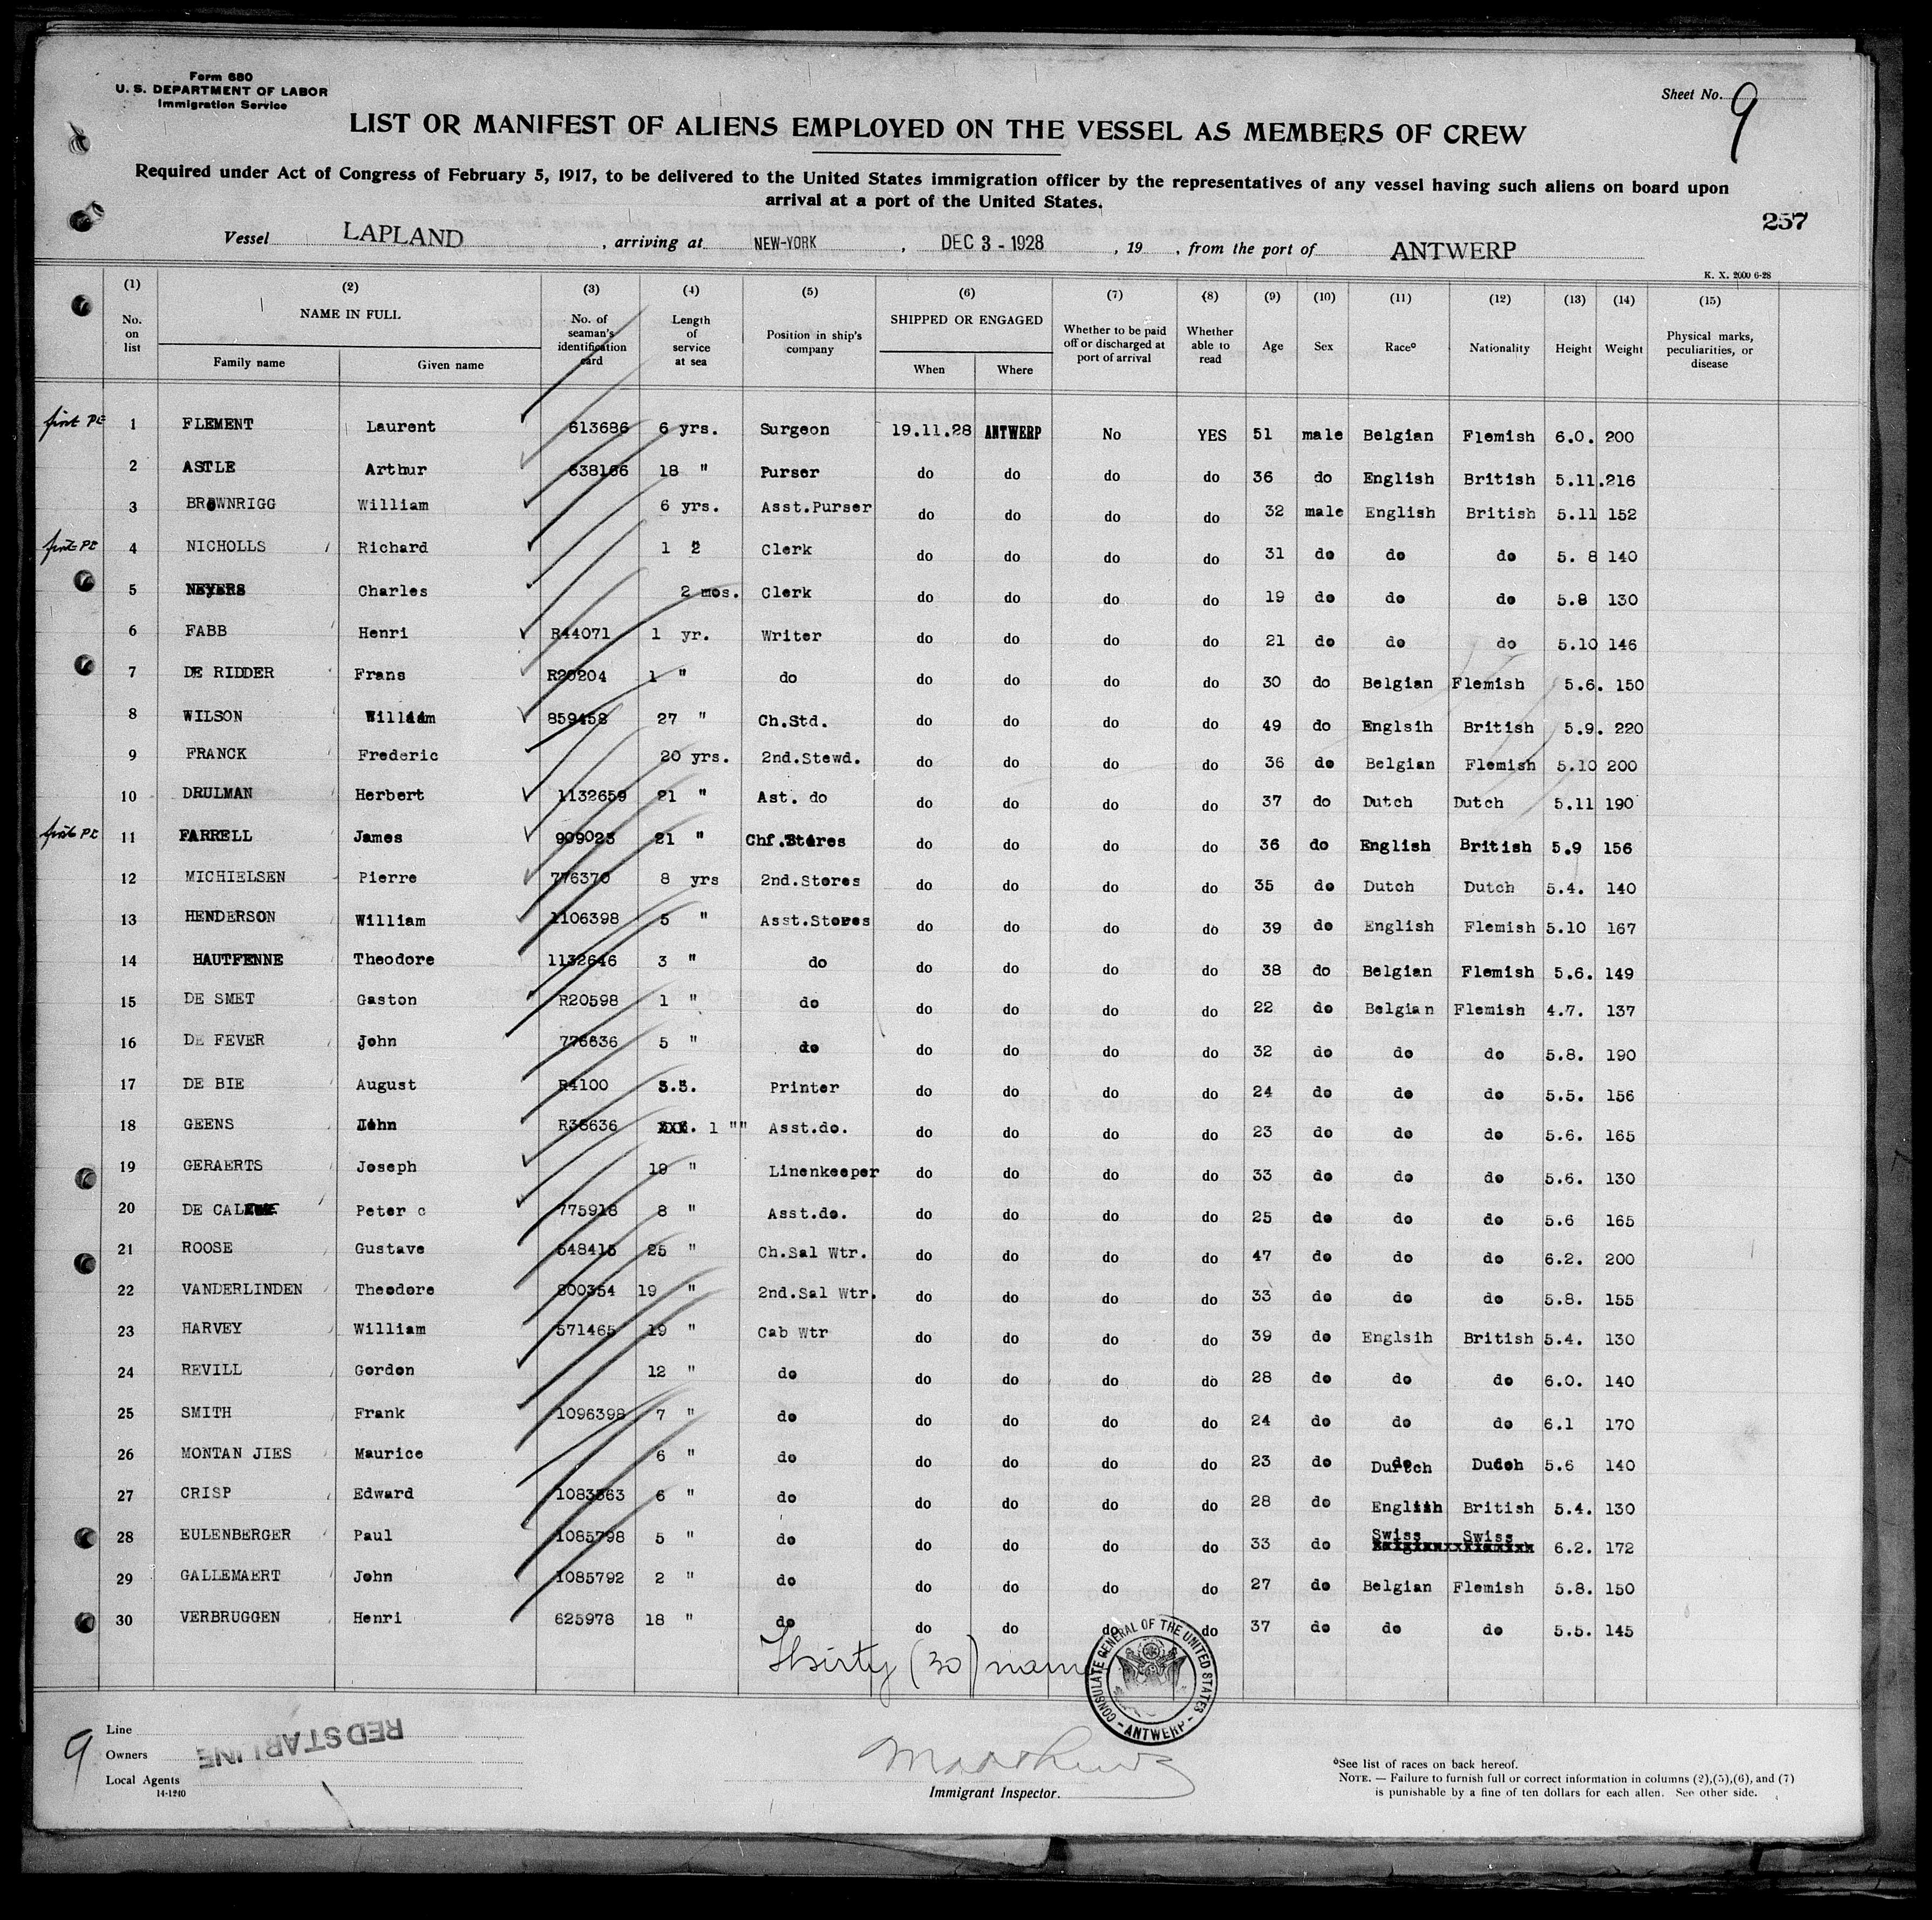 Form 680
U. S. DEPARTMENT OF LABOR
Immigration Service
Sheet No. 9
LIST OR MANIFEST OF ALIENS EMPLOYED ON THE VESSEL AS MEMBERS OF CREW
Required under Act of Congress of February 5, 1917, to be delivered to the United States immigration officer by the representatives of any vessel having such aliens on board upon
arrival at a port of the United States.
257
Vessel LAPLAND , arriving at NEW-YORK , DEC 3 - 1928 , 19 , from the port of ANTWERP
K. X. 2000 6-28
(1) (2) (3) (4) (5) (6) (7) (8) (9) (10) (11) (12) (13) (14) (15)
No. on list NAME IN FULL Family name Given name No. of seaman's identification card Length of service at sea Position in ship's company SHIPPED OR ENGAGED When Where Whether to be paid off or discharged at port of arrival Whether able to read Age Sex Race* Nationality Height Weight Physical marks, peculiarities, or disease
1 FLEMENT Laurent 613686 6 yrs. Surgeon 19.11.28 ANTWERP No YES 51 male Belgian Flemish 6.0. 200
2 ASTLE Arthur 638166 18 " Purser do do do do 36 do English British 5.11. 216
3 BROWNRIGG William 6 yrs. Asst.Purser do do do do 32 male English British 5.11 152
4 NICHOLLS Richard 1 Clerk do do do do 31 do do do 5. 8 140
5 NEYERS Charles 2 mos. Clerk do do do do 19 do do do 5.8 130
6 FABB Henri R44071 1 yr. Writer do do do do 21 do do do 5.10 146
7 DE RIDDER Frans R20204 1 " do do do do do 30 do Belgian Flemish 5.6. 150
8 WILSON William 859458 27 " Ch.Std. do do do do 49 do Englsih British 5.9. 220
9 FRANCK Frederic 20 yrs. 2nd.Stewd. do do do do 36 do Belgian Flemish 5.10 200
10 DRULMAN Herbert 1132659 21 " Ast. do do do do do 37 do Dutch Dutch 5.11 190
11 FARRELL James 909023 21 " Chf.Stores do do do do 36 do English British 5.9 156
12 MICHIELSEN Pierre 776370 8 yrs 2nd.Stores do do do do 35 do Dutch Dutch 5.4. 140
13 HENDERSON William 1106398 5 " Asst.Stores do do do do 39 do English Flemish 5.10 167
14 HAUTFENNE Theodore 1132646 3 " do do do do do 38 do Belgian Flemish 5.6. 149
15 DE SMET Gaston R20598 1 " do do do do do 22 do Belgian Flemish 4.7. 137
16 DE FEVER John 776636 5 " do do do do do 32 do do do 5.8. 190
17 DE BIE August R4100 3.5. Printer do do do do 24 do do do 5.5. 156
18 GEENS John R36636 1 "" Asst.do. do do do do 23 do do do 5.6. 165
19 GERAERTS Joseph 19 " Linenkeeper do do do do 33 do do do 5.6. 130
20 DE CAL Peter c 775918 8 " Asst.do. do do do do 25 do do do 5.6 165
21 ROOSE Gustave 548415 25 " Ch.Sal Wtr. do do do do 47 do do do 6.2. 200
22 VANDERLINDEN Theodore 800354 19 " 2nd.Sal Wtr. do do do do 33 do do do 5.8. 155
23 HARVEY William 571465 19 " Cab Wtr do do do do 39 do Englsih British 5.4. 130
24 REVILL Gordon 12 " do do do do do 28 do do do 6.0. 140
25 SMITH Frank 1096398 7 " do do do do do 24 do do do 6.1 170
26 MONTAN JIES Maurice 6 " do do do do do 23 do Dutch Dutch 5.6 140
27 CRISP Edward 1083563 6 " do do do do do 28 do English British 5.4. 130
28 EULENBERGER Paul 1085798 5 " do do do do do 33 do Swiss Swiss 6.2. 172
29 GALLEMAERT John 1085792 2 " do do do do do 27 do Belgian Flemish 5.8. 150
30 VERBRUGGEN Henri 625978 18 " do do do do do 37 do do do 5.5. 145
Thirty (30) names
CONSULATE GENERAL OF THE UNITED STATES - ANTWERP -
9
Line
Owners RED STAR LINE
Local Agents
14-1240
Immigrant Inspector.
*See list of races on back hereof.
NOTE. — Failure to furnish full or correct information in columns (2),(5),(6), and (7)
is punishable by a fine of ten dollars for each alien. See other side.